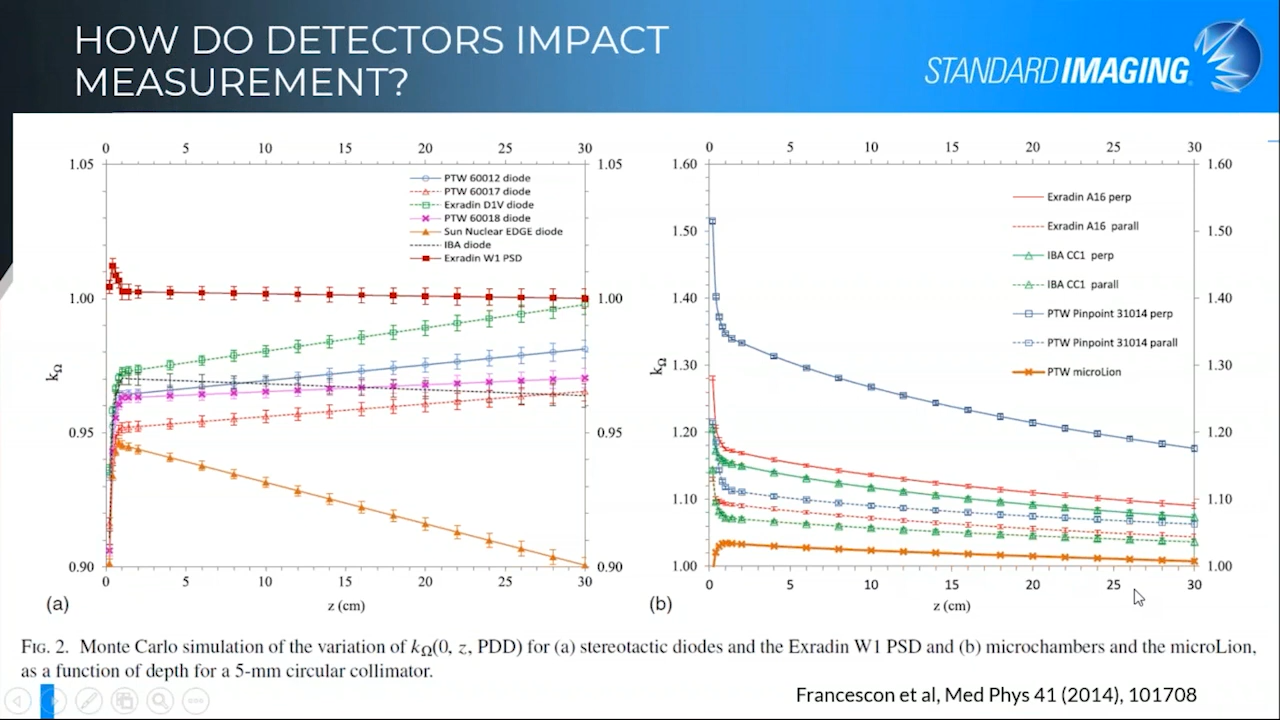 HOW DO DETECTORS IMPACT
MEASUREMENT?
STANDARD IMAGING
0 5 10 15 20 25 30
1.05 1.05
PTW 60012 diode
PTW 60017 diode
Exradin D1V diode
PTW 60018 diode
Sun Nuclear EDGE diode
IBA diode
Exradin W1 PSD
1.00 1.00
kΩ
0.95 0.95
0.90 0.90
0 5 10 15 20 25 30
(a) z (cm)
0 5 10 15 20 25 30
1.60 1.60
Exradin A16 perp
Exradin A16 parall
1.50 1.50
IBA CC1 perp
IBA CC1 parall
1.40 1.40
PTW Pinpoint 31014 perp
PTW Pinpoint 31014 parall
1.30 1.30
kΩ
PTW microLion
1.20 1.20
1.10 1.10
1.00 1.00
0 5 10 15 20 25 30
(b) z (cm)
FIG. 2. Monte Carlo simulation of the variation of kΩ(0, z, PDD) for (a) stereotactic diodes and the Exradin W1 PSD and (b) microchambers and the microLion,
as a function of depth for a 5-mm circular collimator.
Francescon et al, Med Phys 41 (2014), 101708